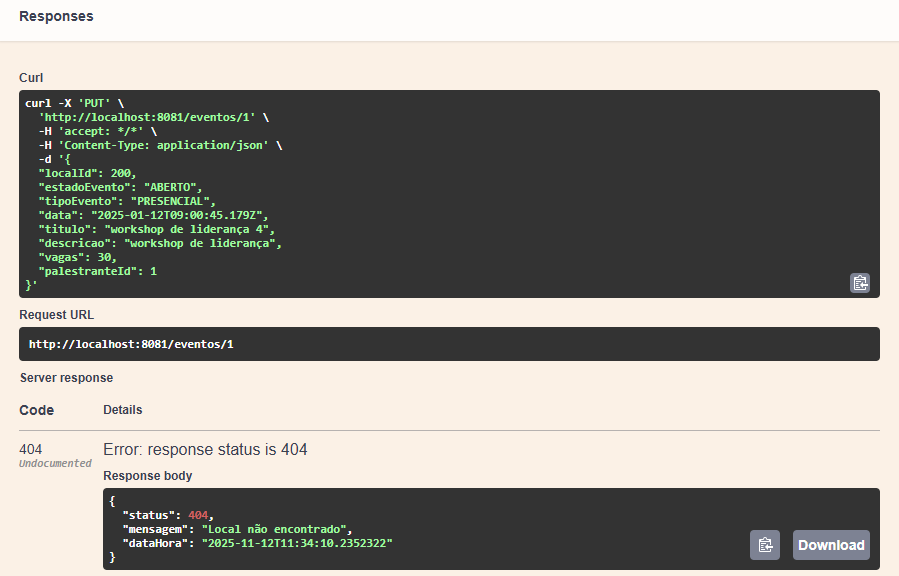 Responses
Curl
curl -X 'PUT' \
  'http://localhost:8081/eventos/1' \
  -H 'accept: */*' \
  -H 'Content-Type: application/json' \
  -d '{
  "localId": 200,
  "estadoEvento": "ABERTO",
  "tipoEvento": "PRESENCIAL",
  "data": "2025-01-12T09:00:45.179Z",
  "titulo": "workshop de liderança 4",
  "descricao": "workshop de liderança",
  "vagas": 30,
  "palestranteId": 1
}'
Request URL
http://localhost:8081/eventos/1
Server response
Code Details
404 Error: response status is 404
Undocumented
Response body
{
  "status": 404,
  "mensagem": "Local não encontrado",
  "dataHora": "2025-11-12T11:34:10.2352322"
}
Download